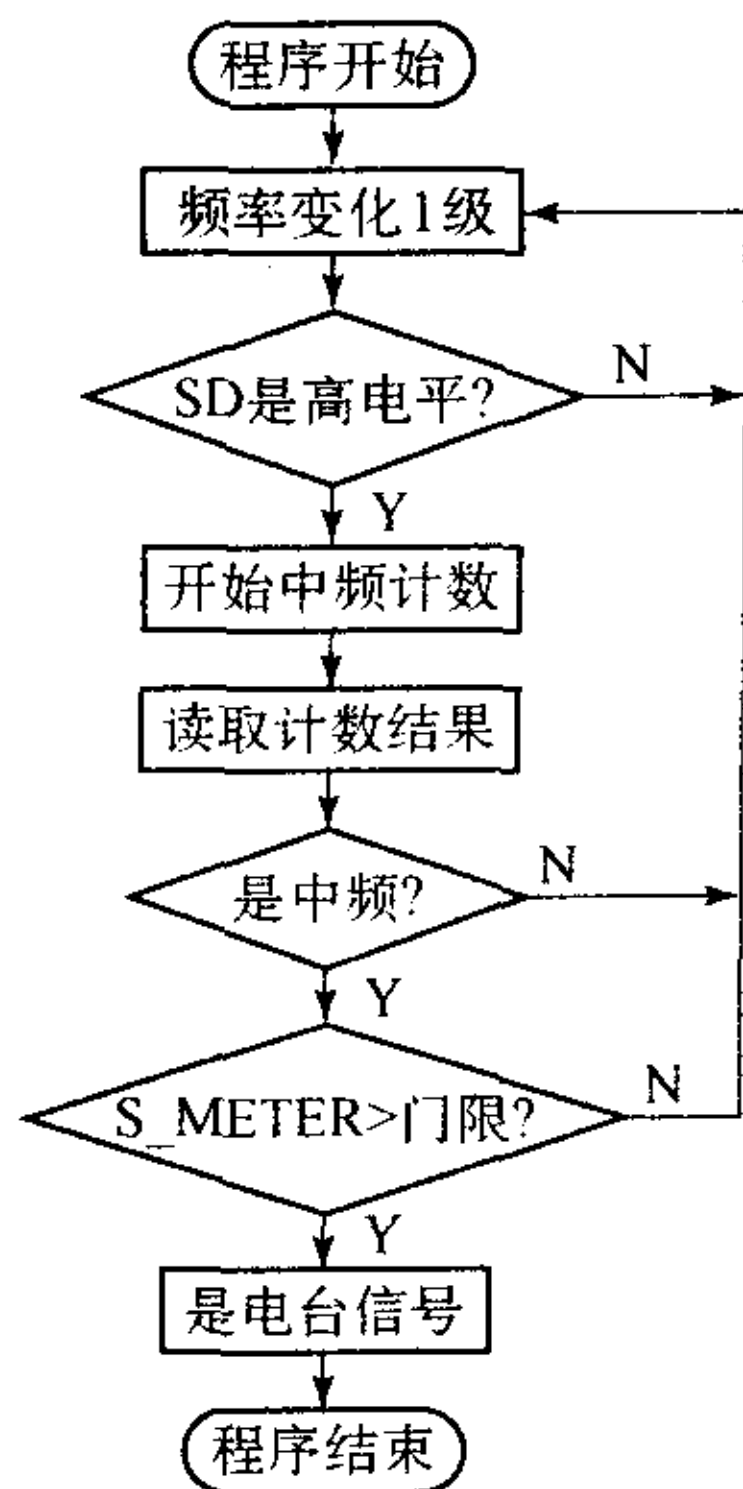 程序开始
频率变化1级
SD是高电平?
N
Y
开始中频计数
读取计数结果
是中频?
N
Y
S_METER>门限?
N
Y
是电台信号
程序结束